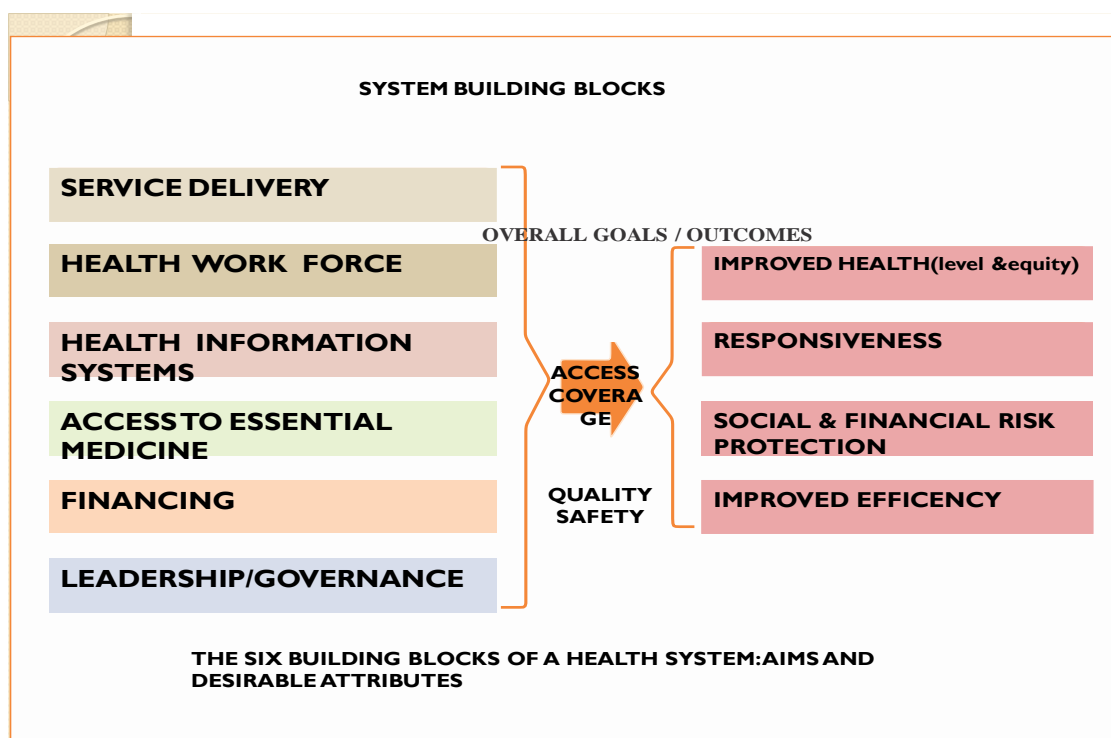 SYSTEM BUILDING BLOCKS
SERVICE DELIVERY
HEALTH WORK FORCE
HEALTH INFORMATION
SYSTEMS
ACCESS TO ESSENTIAL
MEDICINE
FINANCING
LEADERSHIP/GOVERNANCE
ACCESS
COVERA
GE
QUALITY
SAFETY
OVERALL GOALS / OUTCOMES
IMPROVED HEALTH(level &equity)
RESPONSIVENESS
SOCIAL & FINANCIAL RISK
PROTECTION
IMPROVED EFFICENCY
THE SIX BUILDING BLOCKS OF A HEALTH SYSTEM:AIMS AND
DESIRABLE ATTRIBUTES